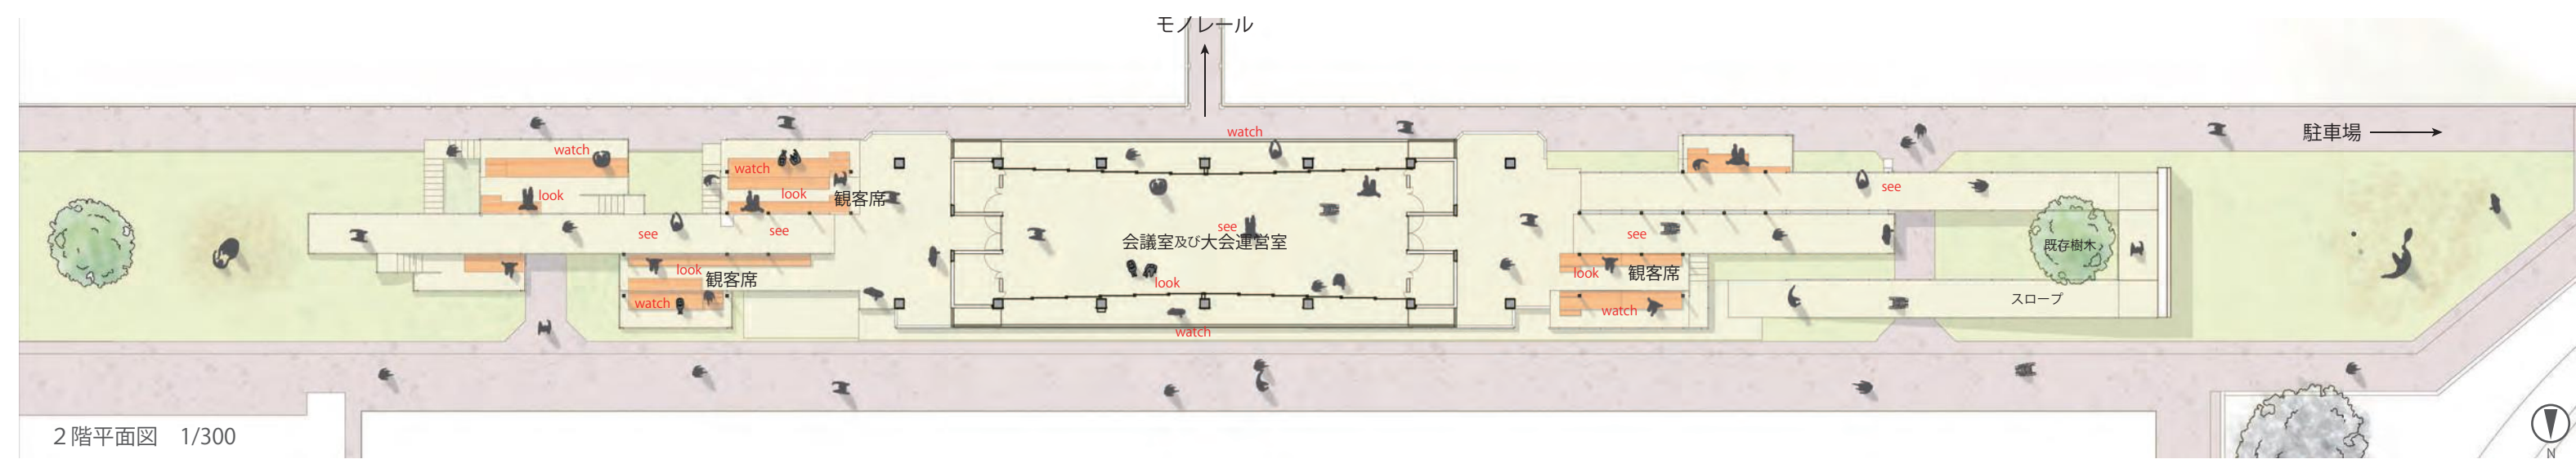 モノレール
駐車場
watch
watch
look
watch
look
観客席
see
see
look
観客席
watch
watch
see
会議室及び大会運営室
look
watch
see
see
look
観客席
watch
既存樹木
スロープ
２階平面図　1/300
N